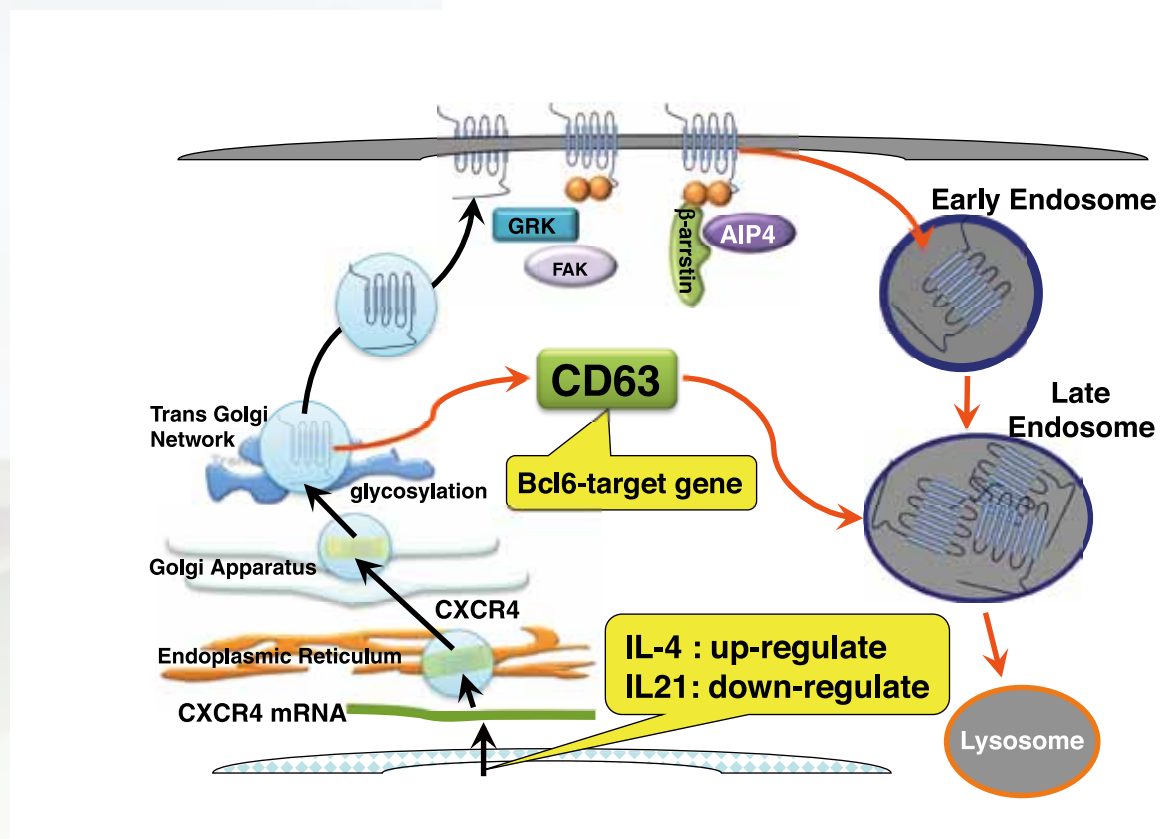 GRK
FAK
β-arrstin
AIP4
Early Endosome
CD63
Bcl6-target gene
Late
Endosome
Trans Golgi
Network
glycosylation
Golgi Apparatus
CXCR4
Endoplasmic Reticulum
CXCR4 mRNA
IL-4 : up-regulate
IL21: down-regulate
Lysosome